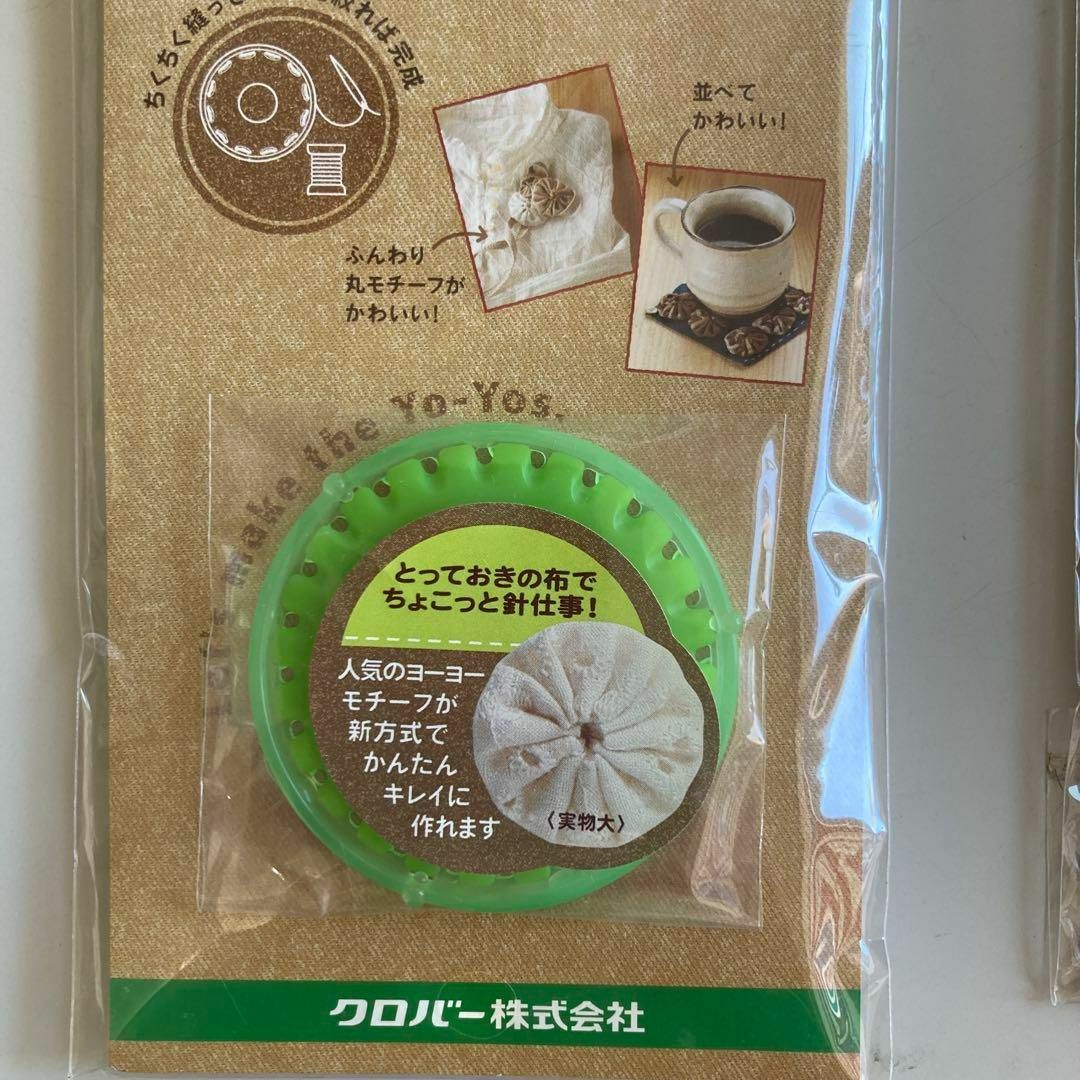 ちくちく縫って
絞れば完成
並べて
かわいい!
ふんわり
丸モチーフが
かわいい!
make the Yo-Yos.
とっておきの布で
ちょこっと針仕事!
人気のヨーヨー
モチーフが
新方式で
かんたん
キレイに
作れます
〈実物大〉
クロバー株式会社